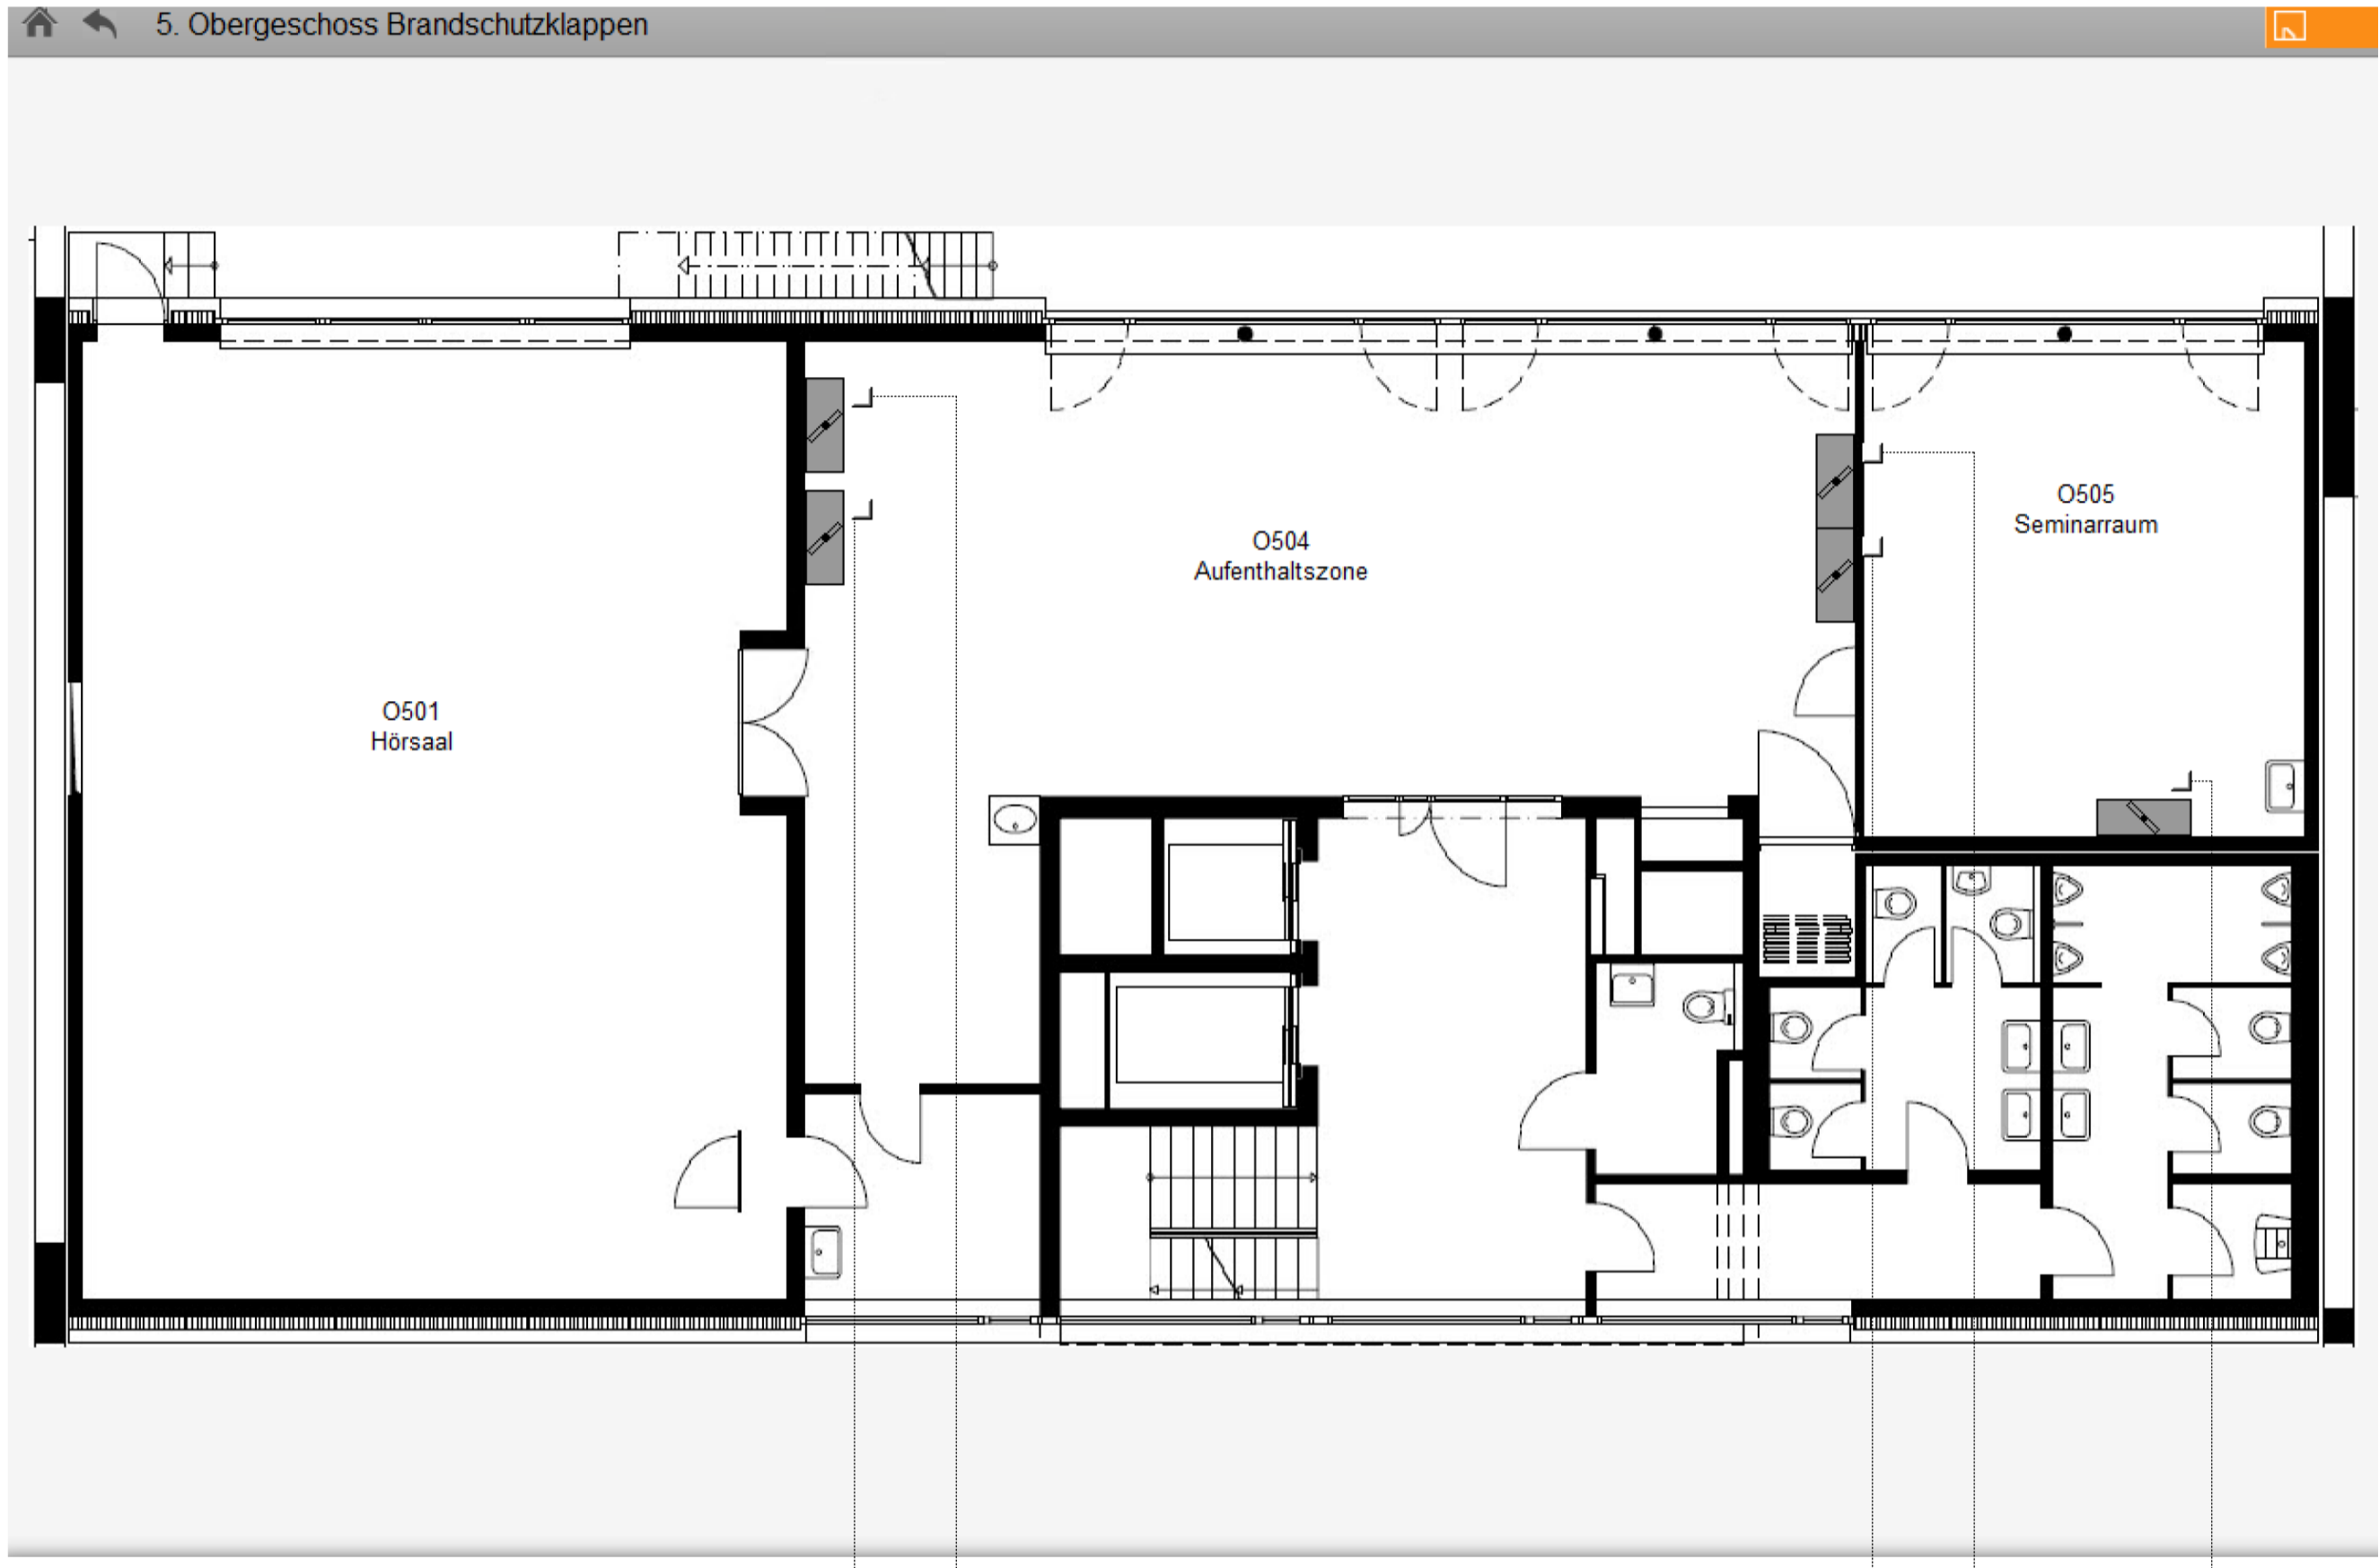 5. Obergeschoss Brandschutzklappen
O505
Seminarraum
O504
Aufenthaltszone
O501
Hörsaal